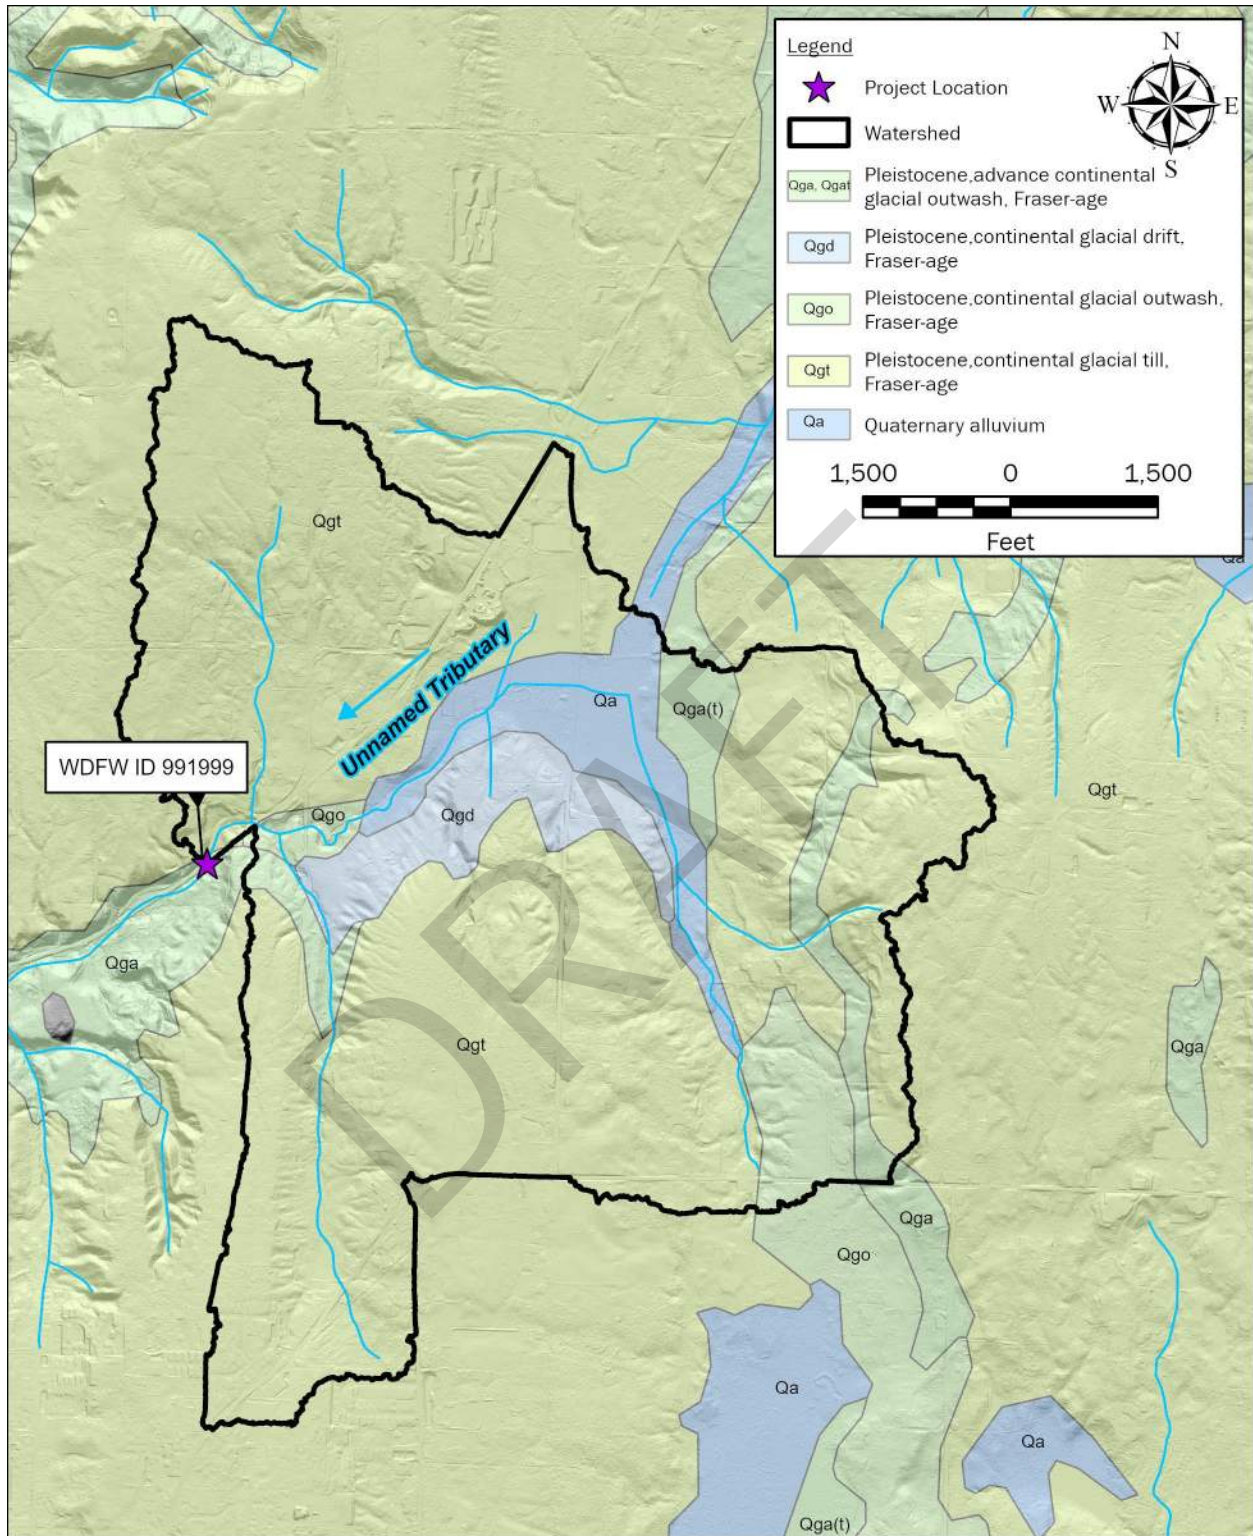 Legend
N
W
E
S
Project Location
Watershed
Qga, Qgat
Pleistocene,advance continental
glacial outwash, Fraser-age
Qgd
Pleistocene,continental glacial drift,
Fraser-age
Qgo
Pleistocene,continental glacial outwash,
Fraser-age
Qgt
Pleistocene,continental glacial till,
Fraser-age
Qa
Quaternary alluvium
1,500 0 1,500
Feet
Qgt
Qa
Unnamed Tributary
Qa
Qga(t)
WDFW ID 991999
Qgo
Qgd
Qgt
Qga
Qgt
Qga
Qga
Qgo
Qa
Qa
Qga(t)
DRAFT